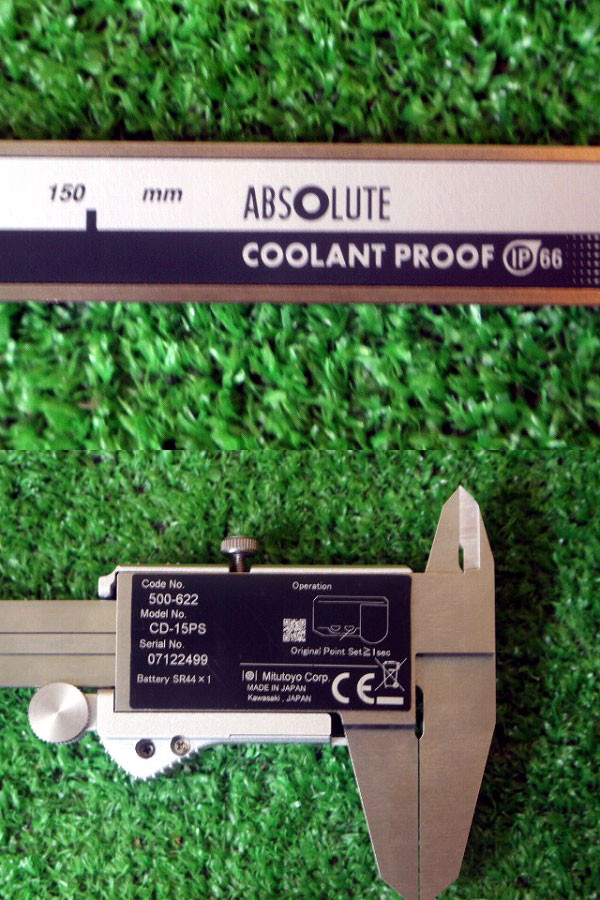 150 mm ABSOLUTE
COOLANT PROOF IP66
Code No.
500-622
Model No.
CD-15PS
Serial No.
07122499
Battery SR44×1
Operation
Original Point Set≧1sec
Mitutoyo Corp.
MADE IN JAPAN
Kawasaki, JAPAN
CE